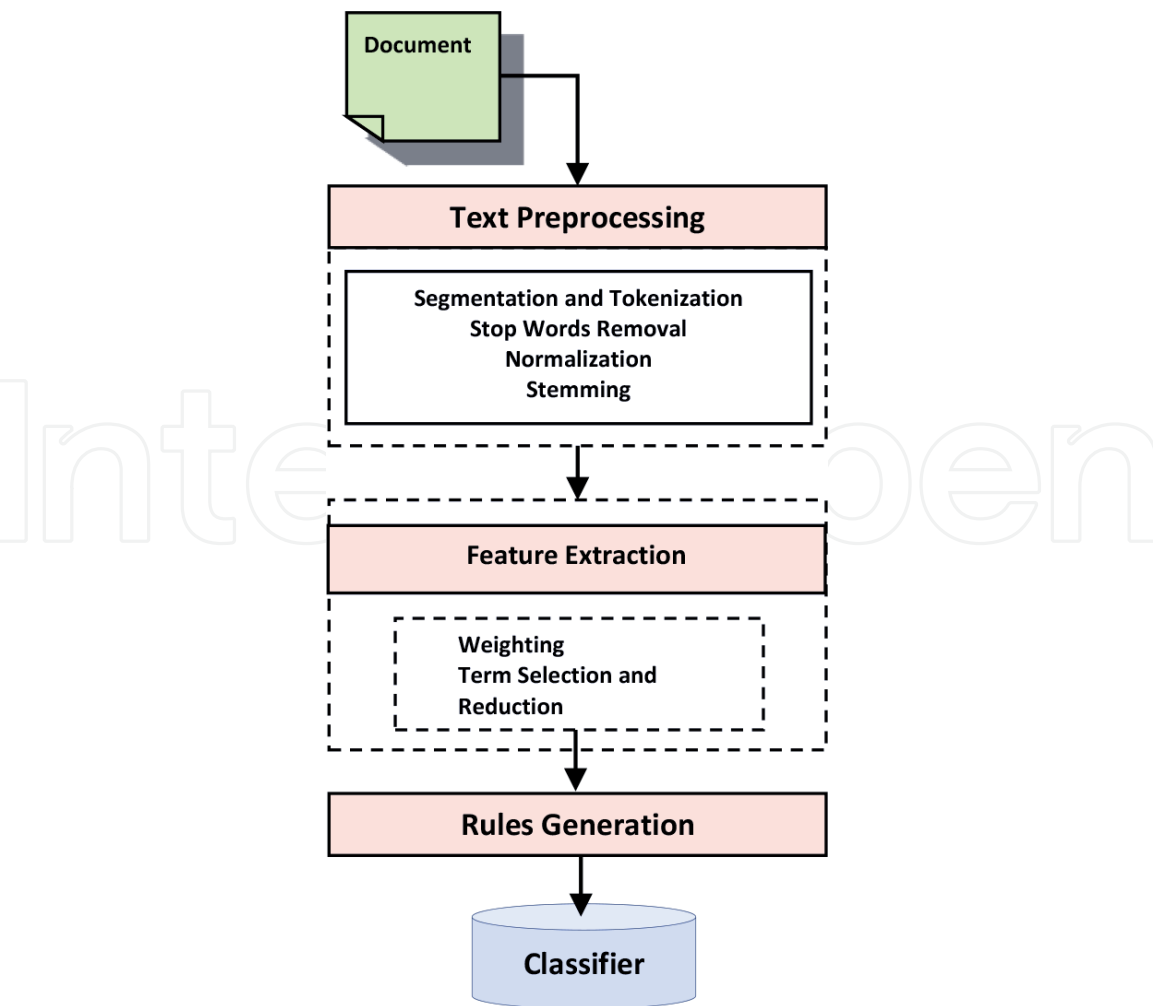 Document
Text Preprocessing
Segmentation and Tokenization
Stop Words Removal
Normalization
Stemming
Feature Extraction
Weighting
Term Selection and
Reduction
Rules Generation
Classifier